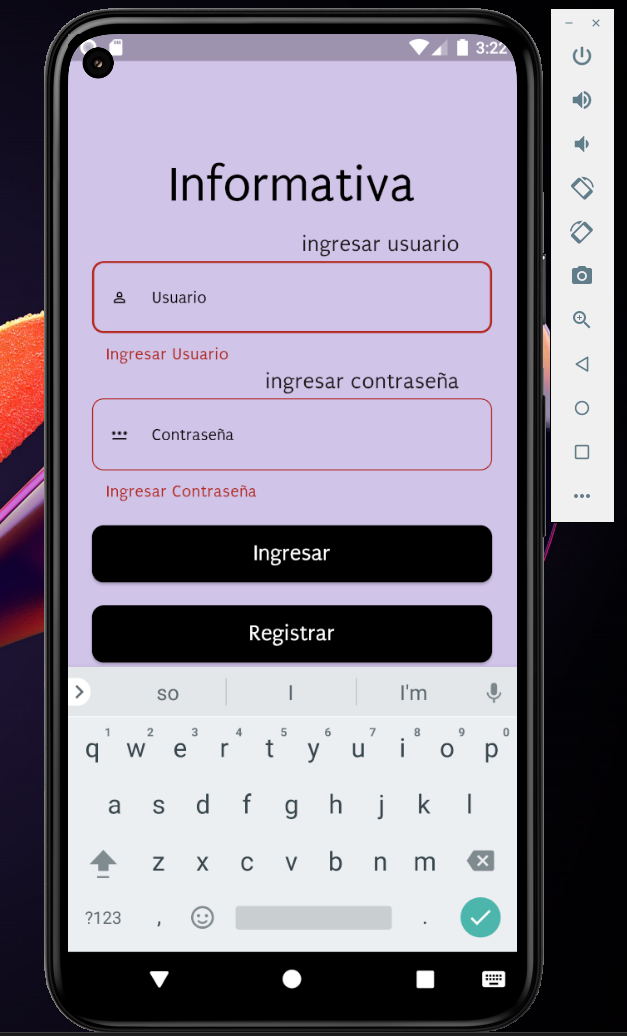 3:22
Informativa
ingresar usuario
Usuario
Ingresar Usuario
ingresar contraseña
Contraseña
Ingresar Contraseña
Ingresar
Registrar
so I I'm
1 2 3 4 5 6 7 8 9 0
q w e r t y u i o p
a s d f g h j k l
z x c v b n m
?123 , .